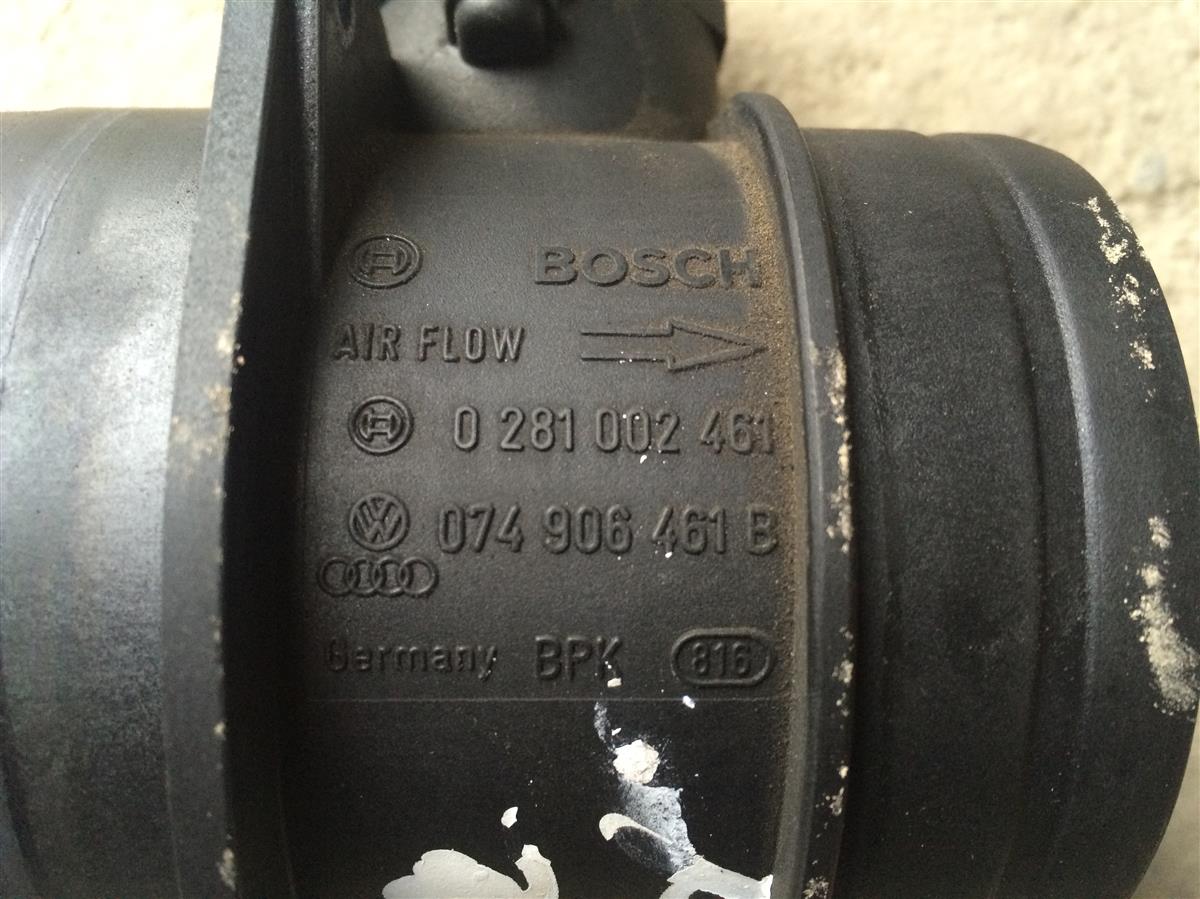 BOSCH
AIR FLOW
0 281 002 461
074 906 461 B
Germany BPK 816